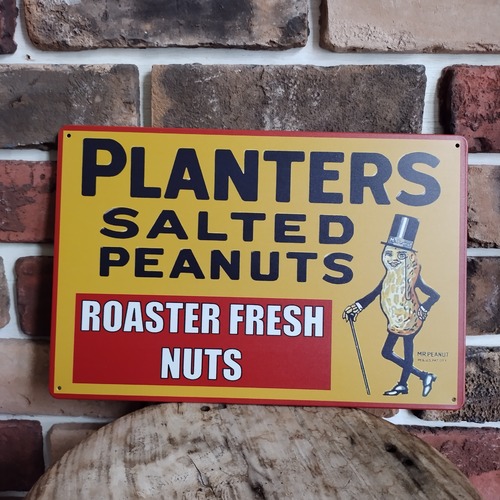 PLANTERS
SALTED
PEANUTS
ROASTER FRESH
NUTS
MR. PEANUT